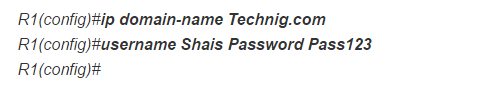 R1(config)#ip domain-name Technig.com
R1(config)#username Shais Password Pass123
R1(config)#